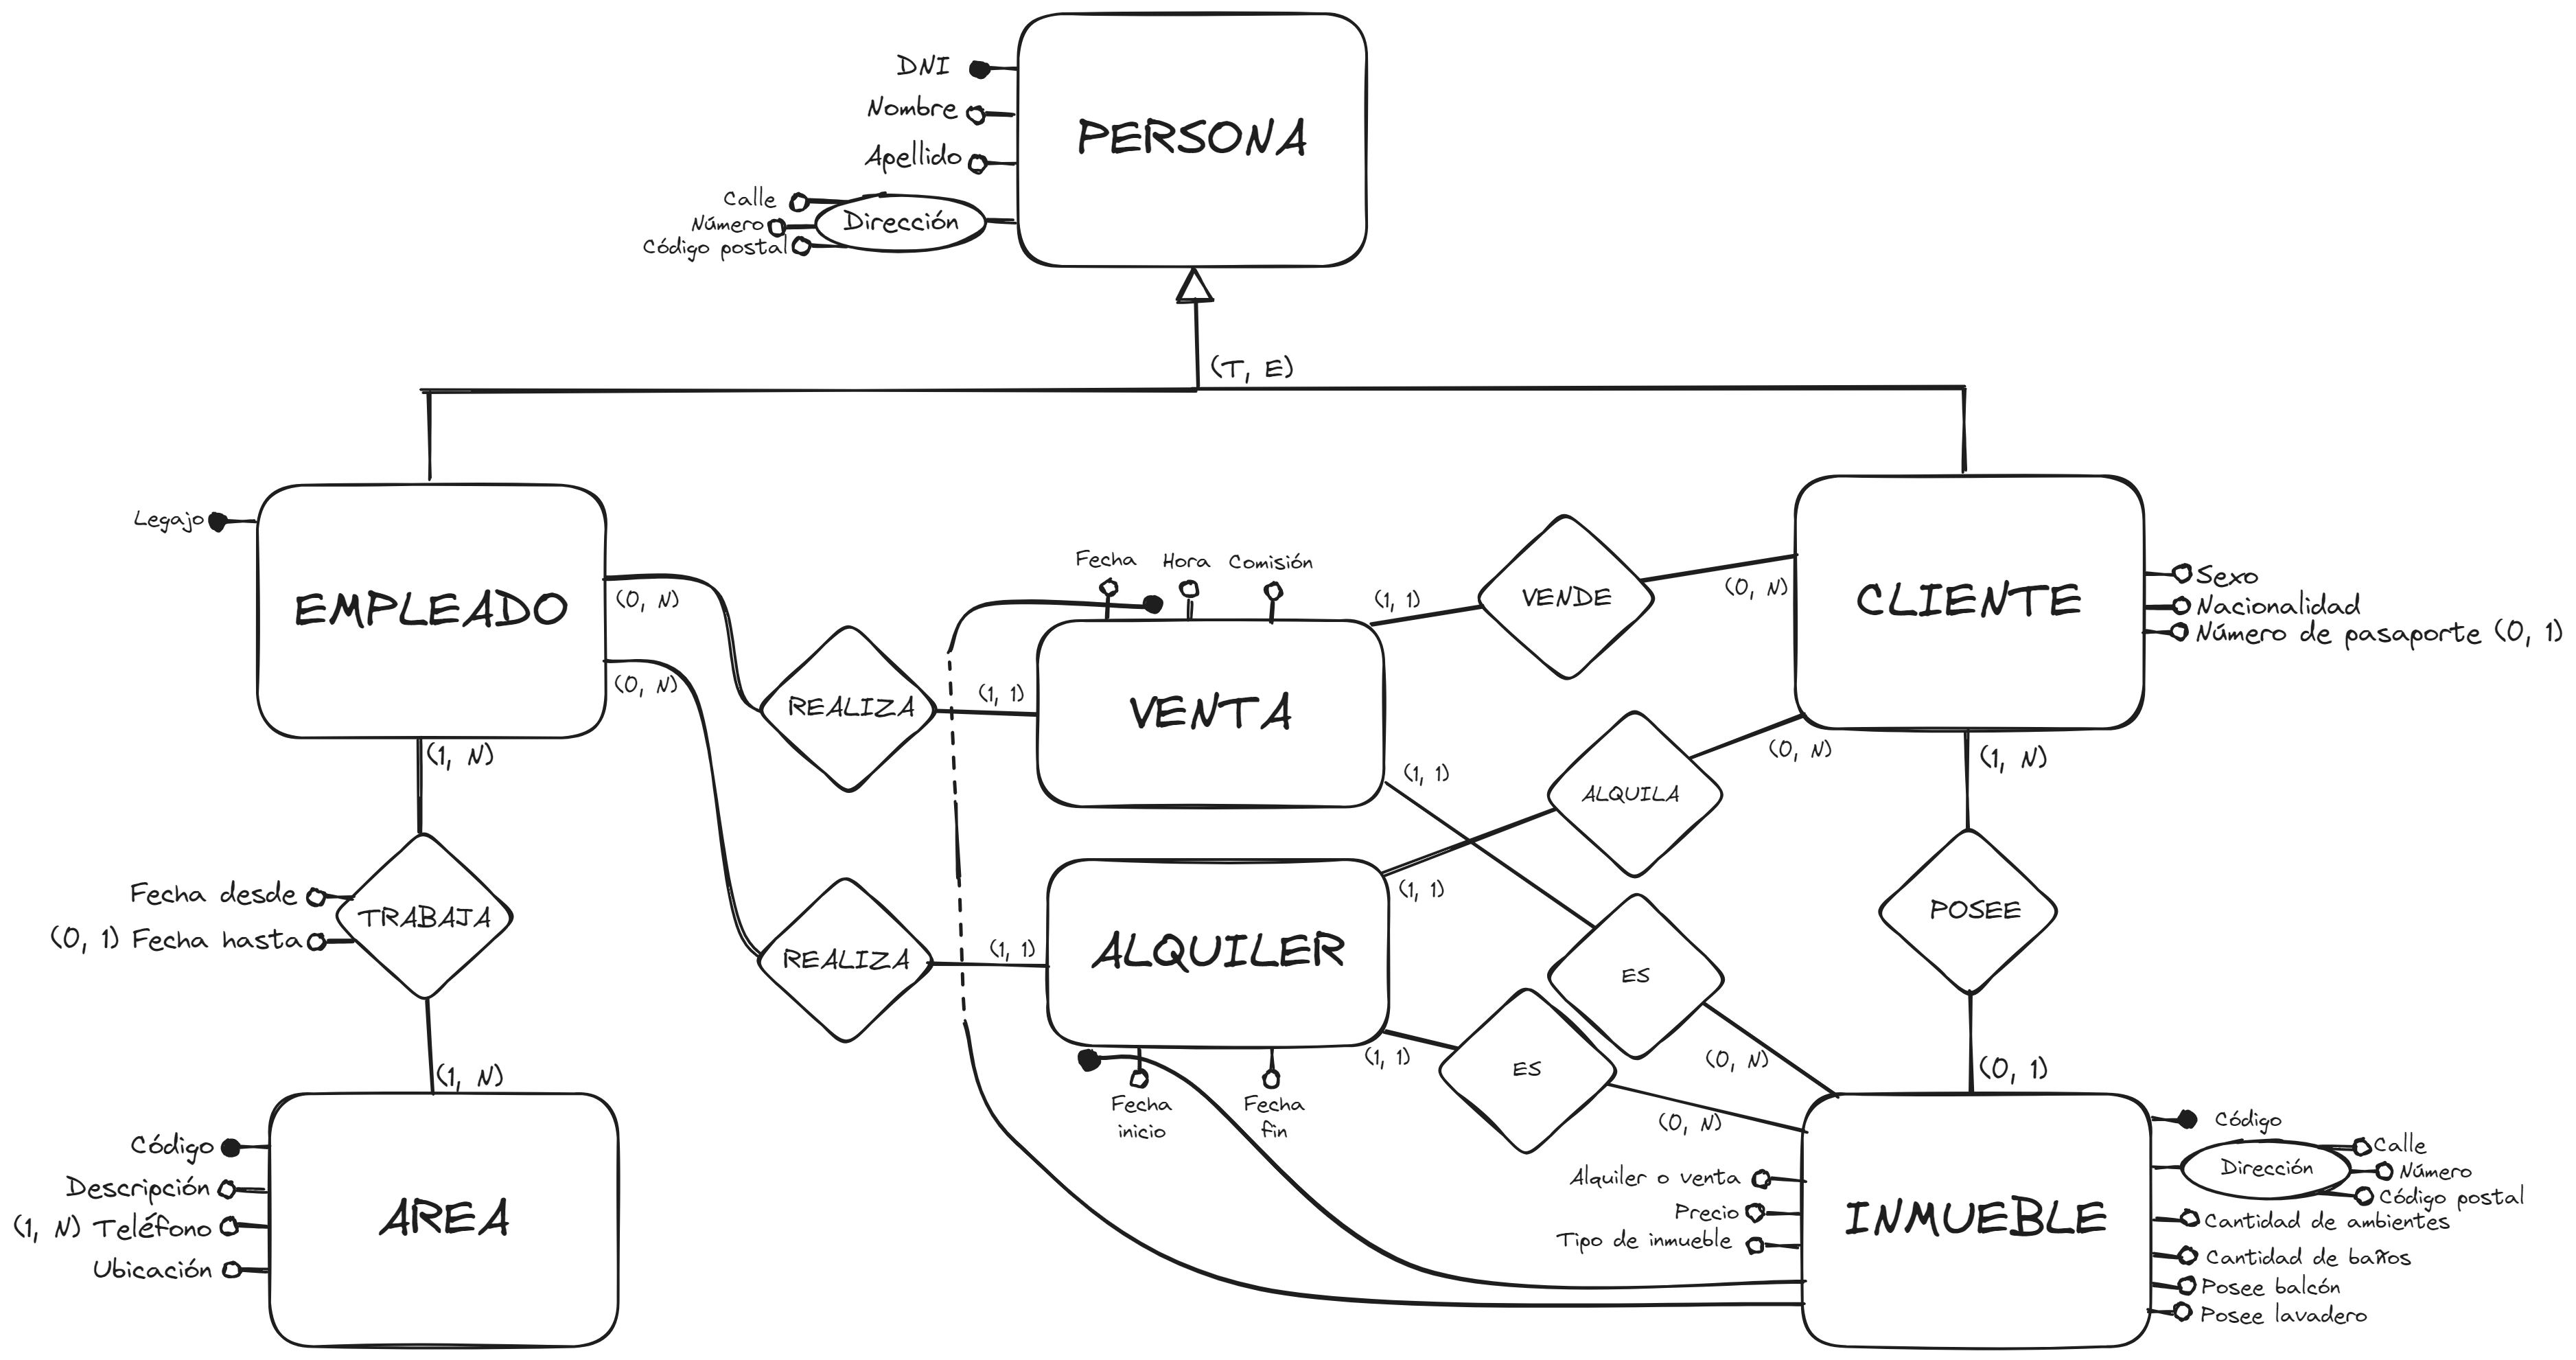 PERSONA
DNI
Nombre
Apellido
Calle
Número
Código postal
Dirección
(T, E)
Legajo
EMPLEADO
(0, N)
(0, N)
(1, N)
REALIZA
(1, 1)
Fecha
Hora
Comisión
VENTA
(1, 1)
VENDE
(0, N)
CLIENTE
Sexo
Nacionalidad
Número de pasaporte (0, 1)
(1, 1)
ALQUILA
(0, N)
(1, N)
Fecha desde
(0, 1) Fecha hasta
TRABAJA
REALIZA
(1, 1)
ALQUILER
(1, 1)
(1, 1)
Fecha
inicio
Fecha
fin
ES
(0, N)
ES
(0, N)
POSEE
(0, 1)
(1, N)
Código
Descripción
(1, N) Teléfono
Ubicación
AREA
Alquiler o venta
Precio
Tipo de inmueble
INMUEBLE
Código
Dirección
Calle
Número
Código postal
Cantidad de ambientes
Cantidad de baños
Posee balcón
Posee lavadero